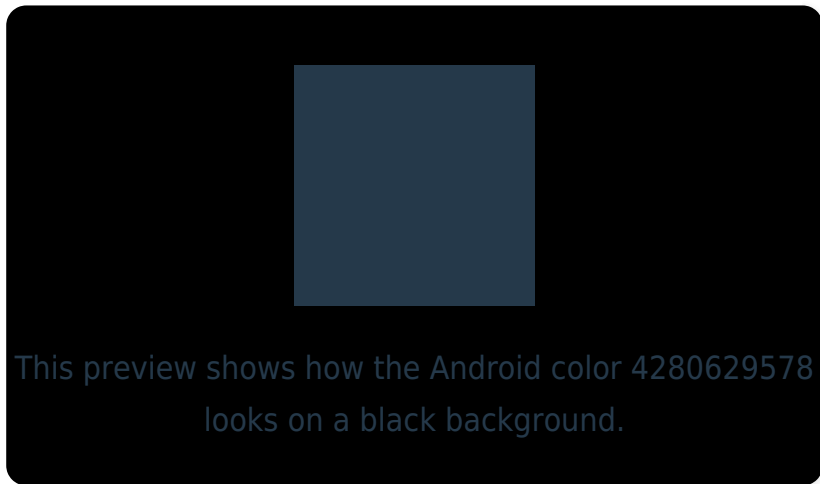 This preview shows how the Android color 4280629578
looks on a black background.